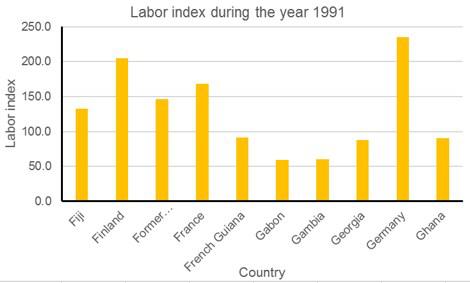 Labor index during the year 1991
250.0
200.0
150.0
100.0
50.0
0.0
Labor index
Fiji
Finland
Former...
France
French Guiana
Gabon
Gambia
Georgia
Germany
Ghana
Country